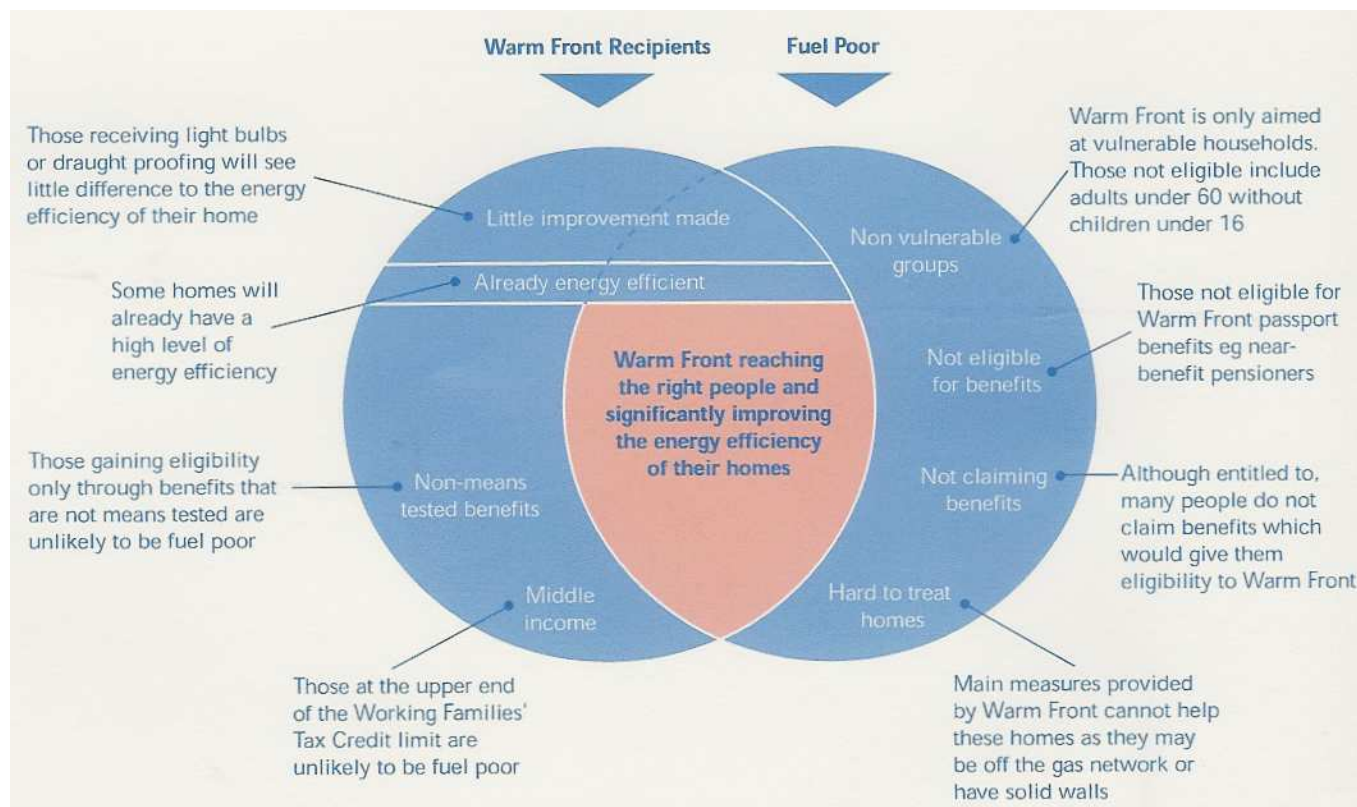 Warm Front Recipients
Fuel Poor
Those receiving light bulbs
or draught proofing will see
little difference to the energy
efficiency of their home
Some homes will
already have a
high level of
energy efficiency
Those gaining eligibility
only through benefits that
are not means tested are
unlikely to be fuel poor
Those at the upper end
of the Working Families'
Tax Credit limit are
unlikely to be fuel poor
Little improvement made
Already energy efficient
Non-means
tested benefits
Middle
income
Warm Front reaching
the right people and
significantly improving
the energy efficiency
of their homes
Non vulnerable
groups
Not eligible
for benefits
Not claiming
benefits
Hard to treat
homes
Warm Front is only aimed
at vulnerable households.
Those not eligible include
adults under 60 without
children under 16
Those not eligible for
Warm Front passport
benefits eg near-
benefit pensioners
Although entitled to,
many people do not
claim benefits which
would give them
eligibility to Warm Front
Main measures provided
by Warm Front cannot help
these homes as they may
be off the gas network or
have solid walls